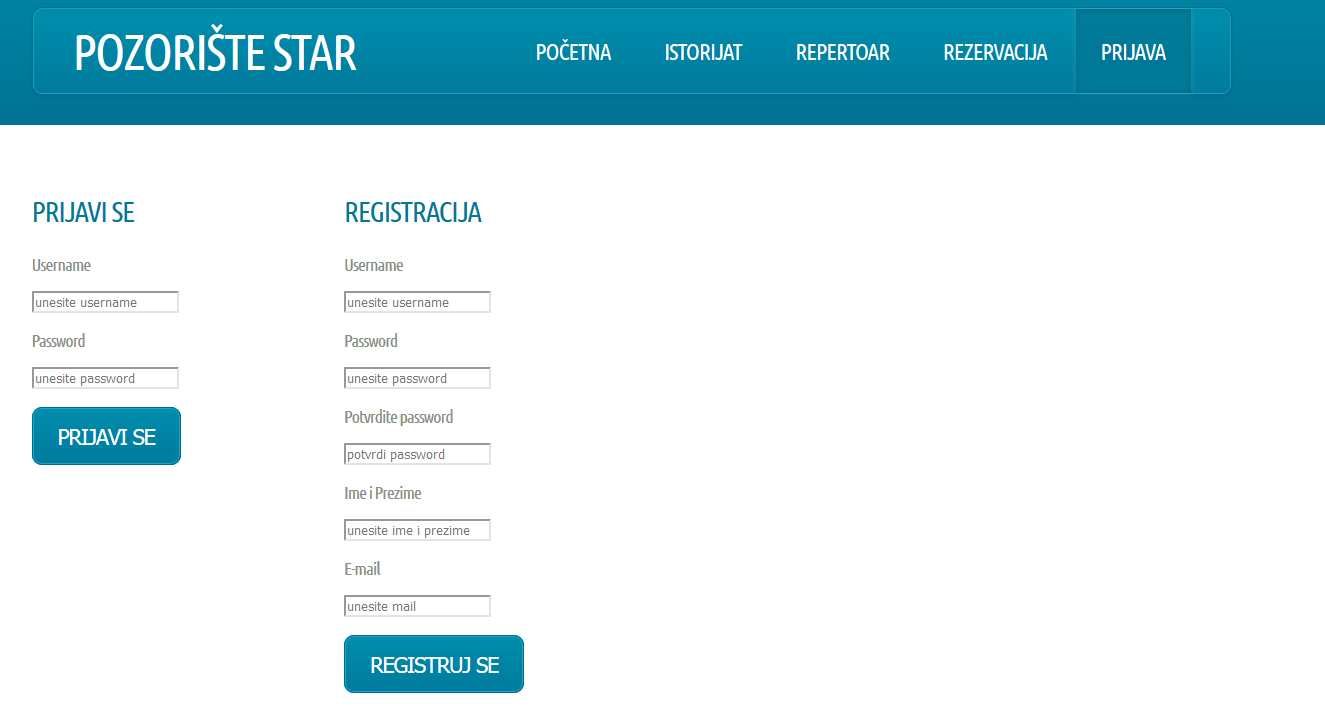 POZORIŠTE STAR
POČETNA ISTORIJAT REPERTOAR REZERVACIJA PRIJAVA
PRIJAVI SE
Username
unesite username
Password
unesite password
PRIJAVI SE
REGISTRACIJA
Username
unesite username
Password
unesite password
Potvrdite password
potvrdi password
Ime i Prezime
unesite ime i prezime
E-mail
unesite mail
REGISTRUJ SE